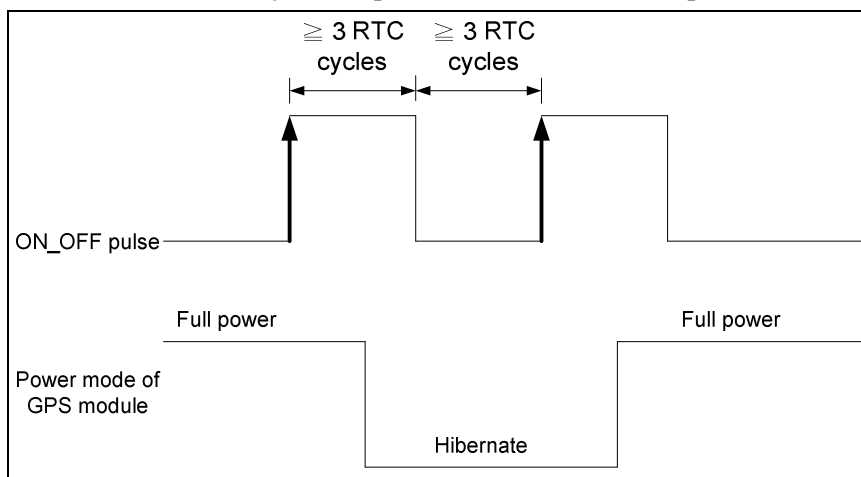 ≧ 3 RTC cycles
≧ 3 RTC cycles
ON_OFF pulse
Full power
Full power
Power mode of
GPS module
Hibernate